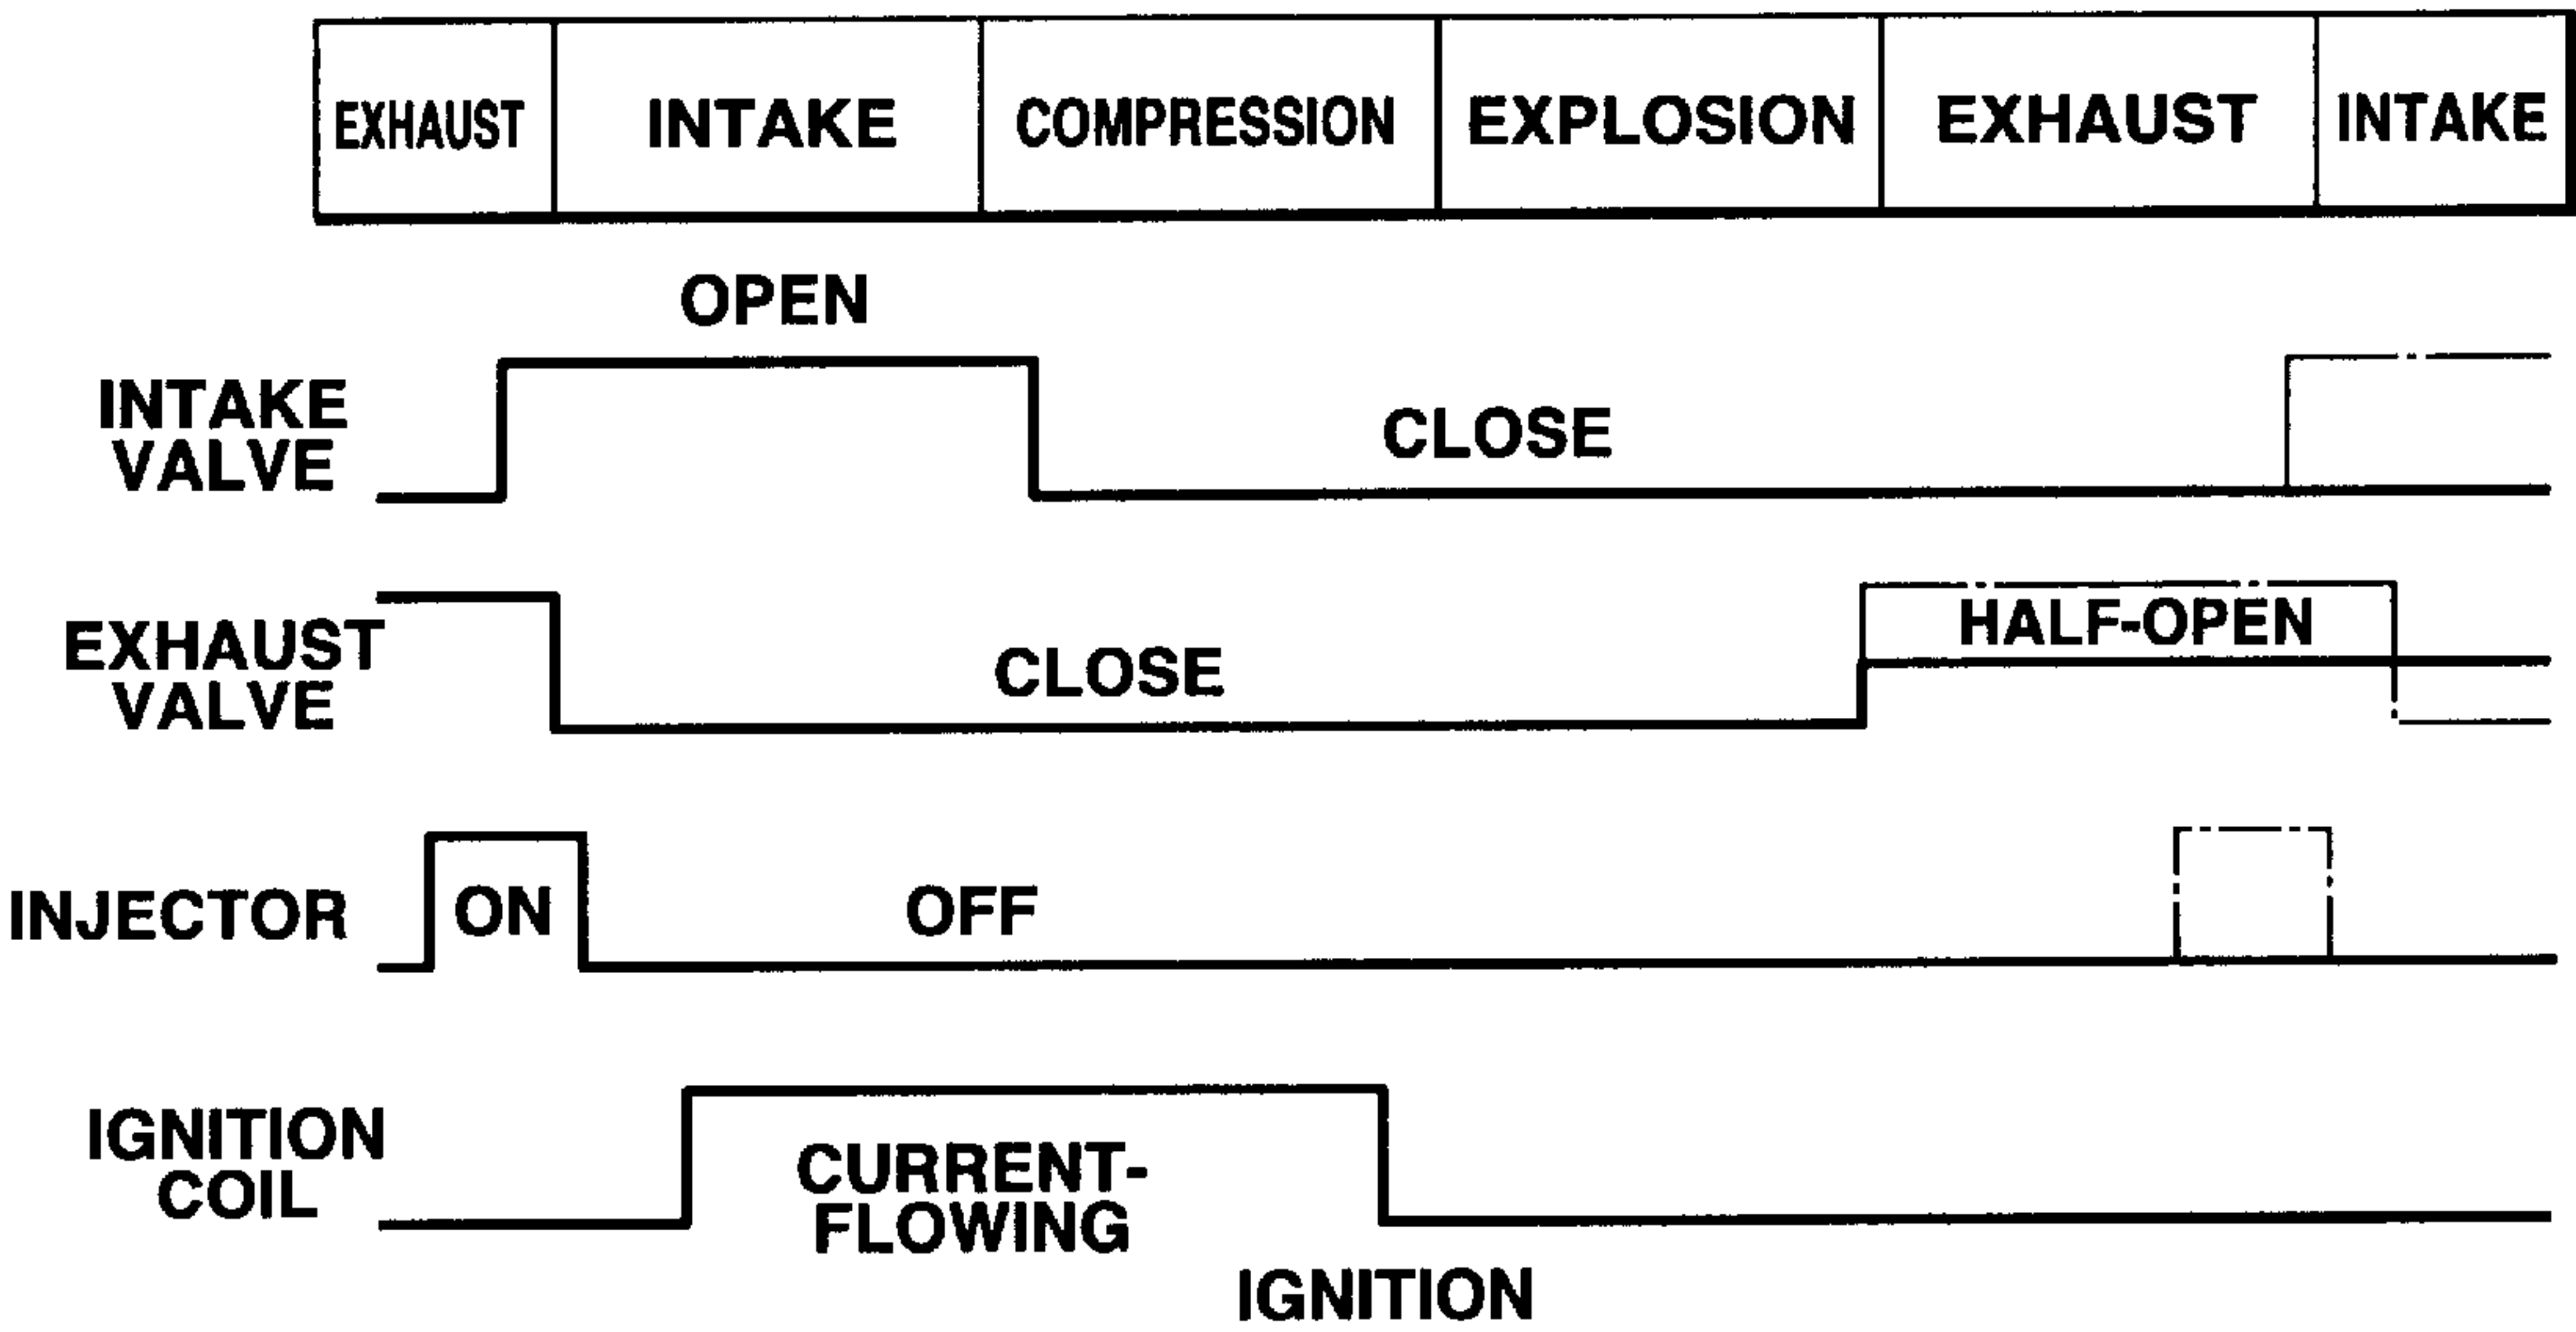 EXHAUST INTAKE COMPRESSION EXPLOSION EXHAUST INTAKE
OPEN
INTAKE
VALVE
CLOSE
EXHAUST
VALVE
CLOSE
HALF-OPEN
INJECTOR
ON
OFF
IGNITION
COIL
CURRENT-
FLOWING
IGNITION